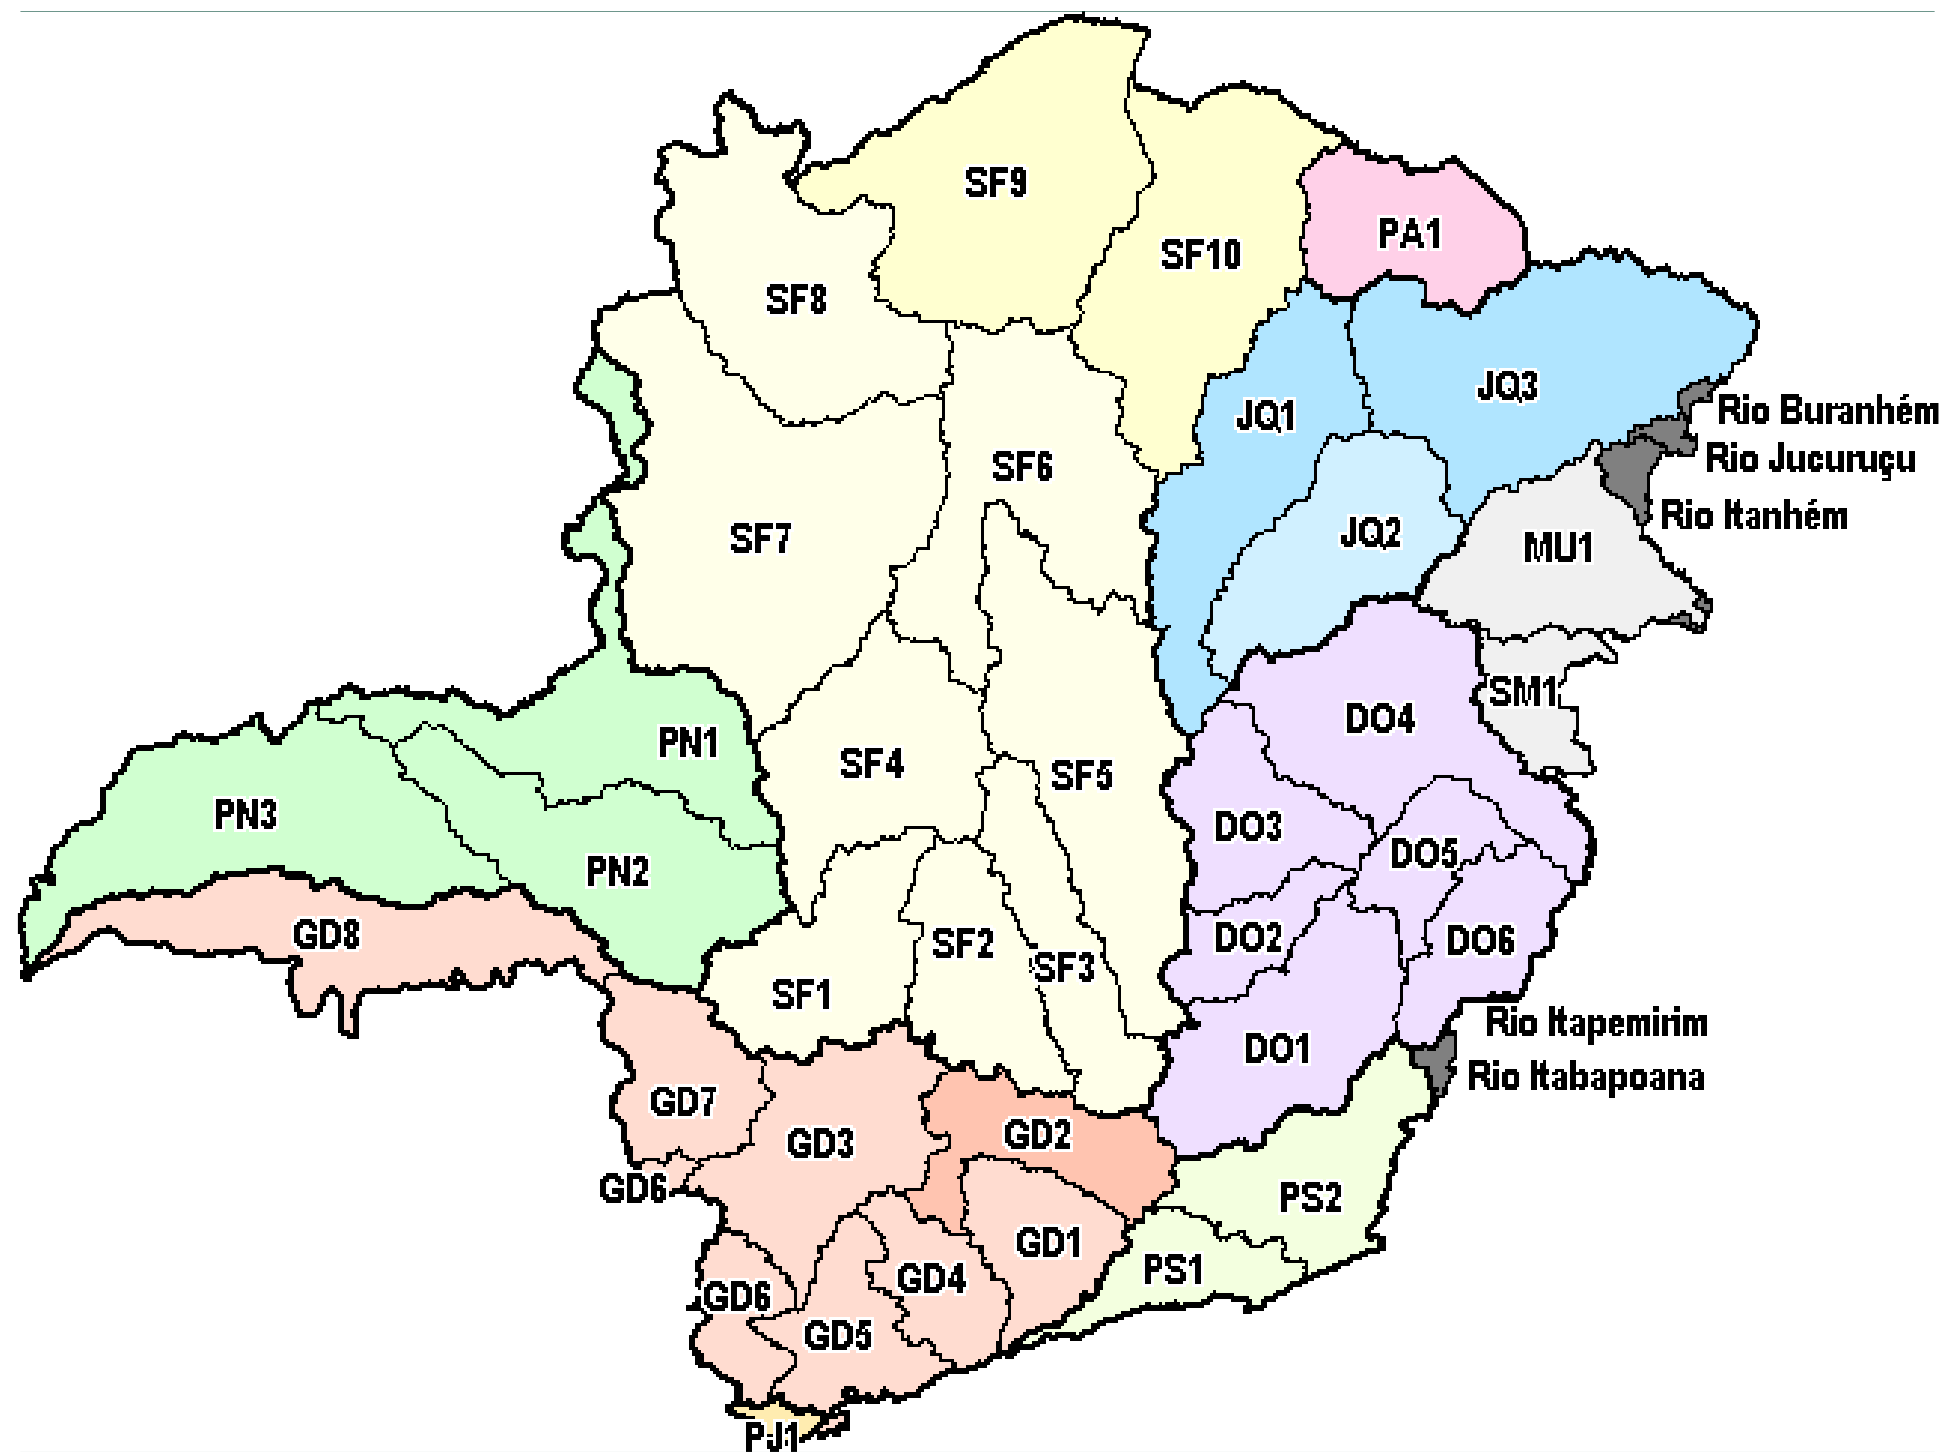 SF9
PA1
SF10
SF8
JQ3
Rio Buranhém
JQ1
Rio Jucuruçu
SF6
Rio Itanhém
JQ2
SF7
MU1
SM1
DO4
PN1
SF4
SF5
PN3
DO3
DO5
PN2
GD8
SF2
DO2
DO6
SF3
SF1
Rio Itapemirim
DO1
Rio Itabapoana
GD7
GD2
GD3
GD6
PS2
GD1
PS1
GD4
GD6
GD5
PJ1